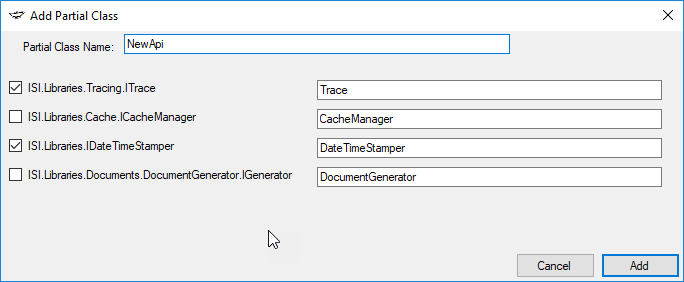 Add Partial Class
Partial Class Name: NewApi
ISI.Libraries.Tracing.ITrace Trace
ISI.Libraries.Cache.ICacheManager CacheManager
ISI.Libraries.IDateTimeStamper DateTimeStamper
ISI.Libraries.Documents.DocumentGenerator.IGenerator DocumentGenerator
Cancel Add